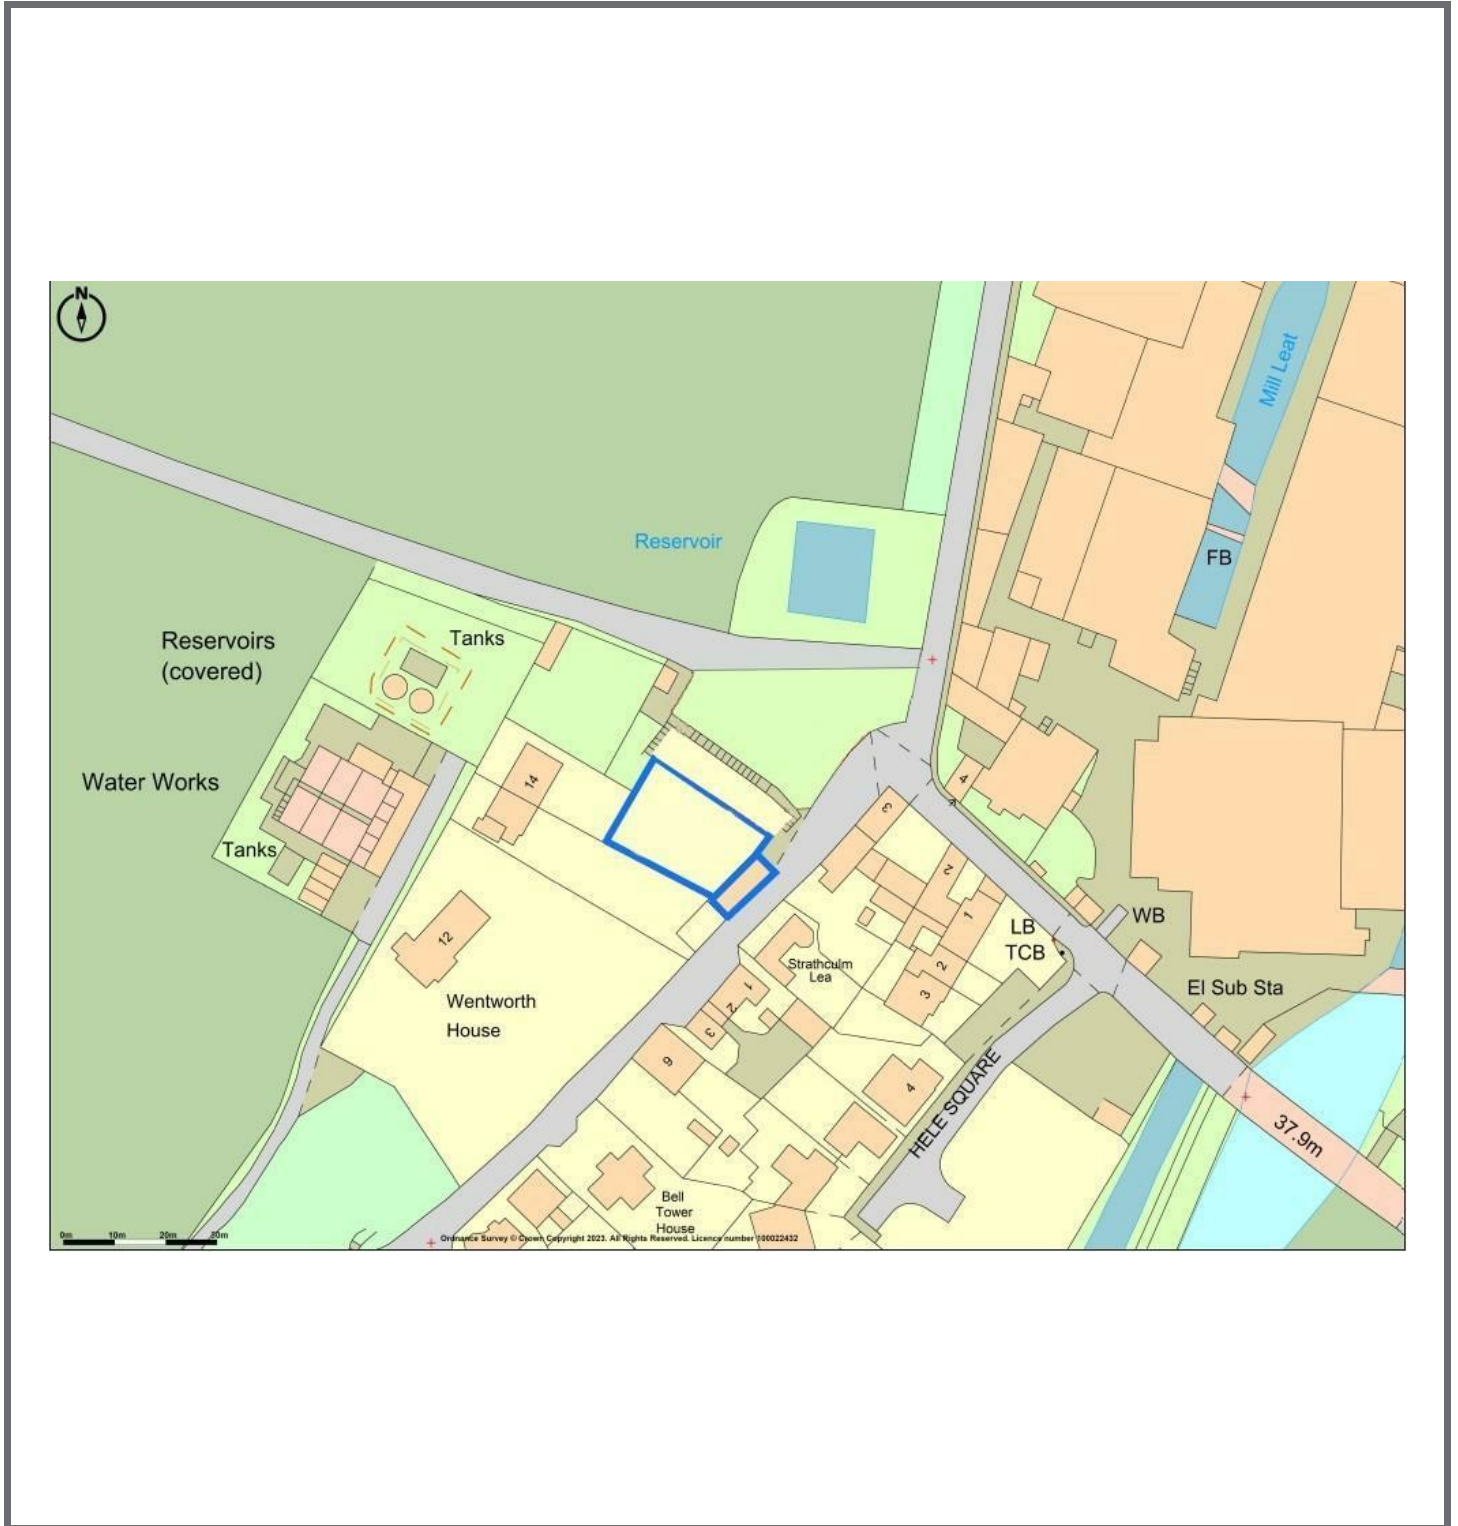 N
Mill Leat
Reservoir
FB
Reservoirs
(covered)
Tanks
Water Works
14
4
3
Tanks
2
12
1
LB
TCB
WB
Strathculm
Lea
2
3
El Sub Sta
Wentworth
House
1
2
3
6
4
HELE SQUARE
37.9m
Bell
Tower
House
0m 10m 20m 30m
Ordnance Survey © Crown Copyright 2023. All Rights Reserved. Licence number 100022432